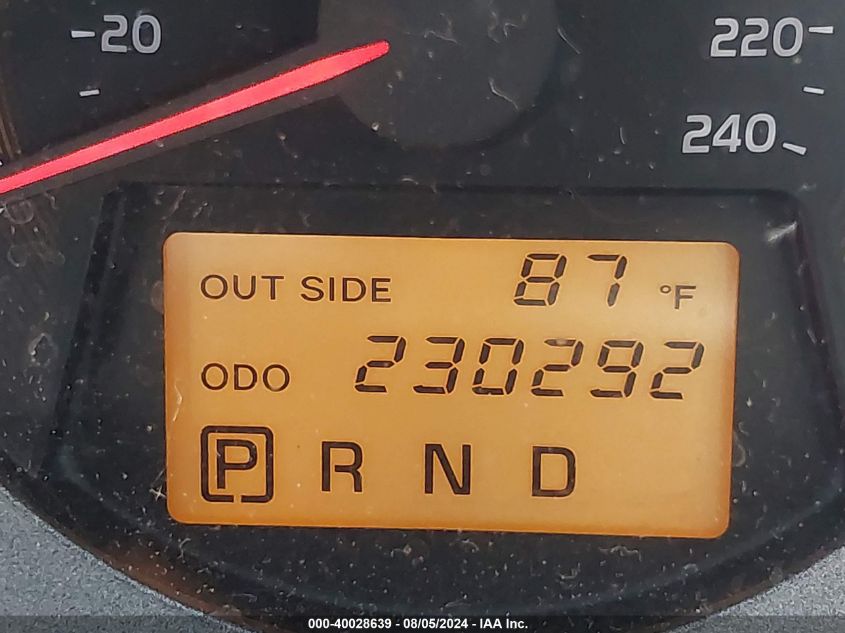 20 220
240
OUT SIDE 87 °F
ODO 230292
P R N D
000-40028639 - 08/05/2024 - IAA Inc.